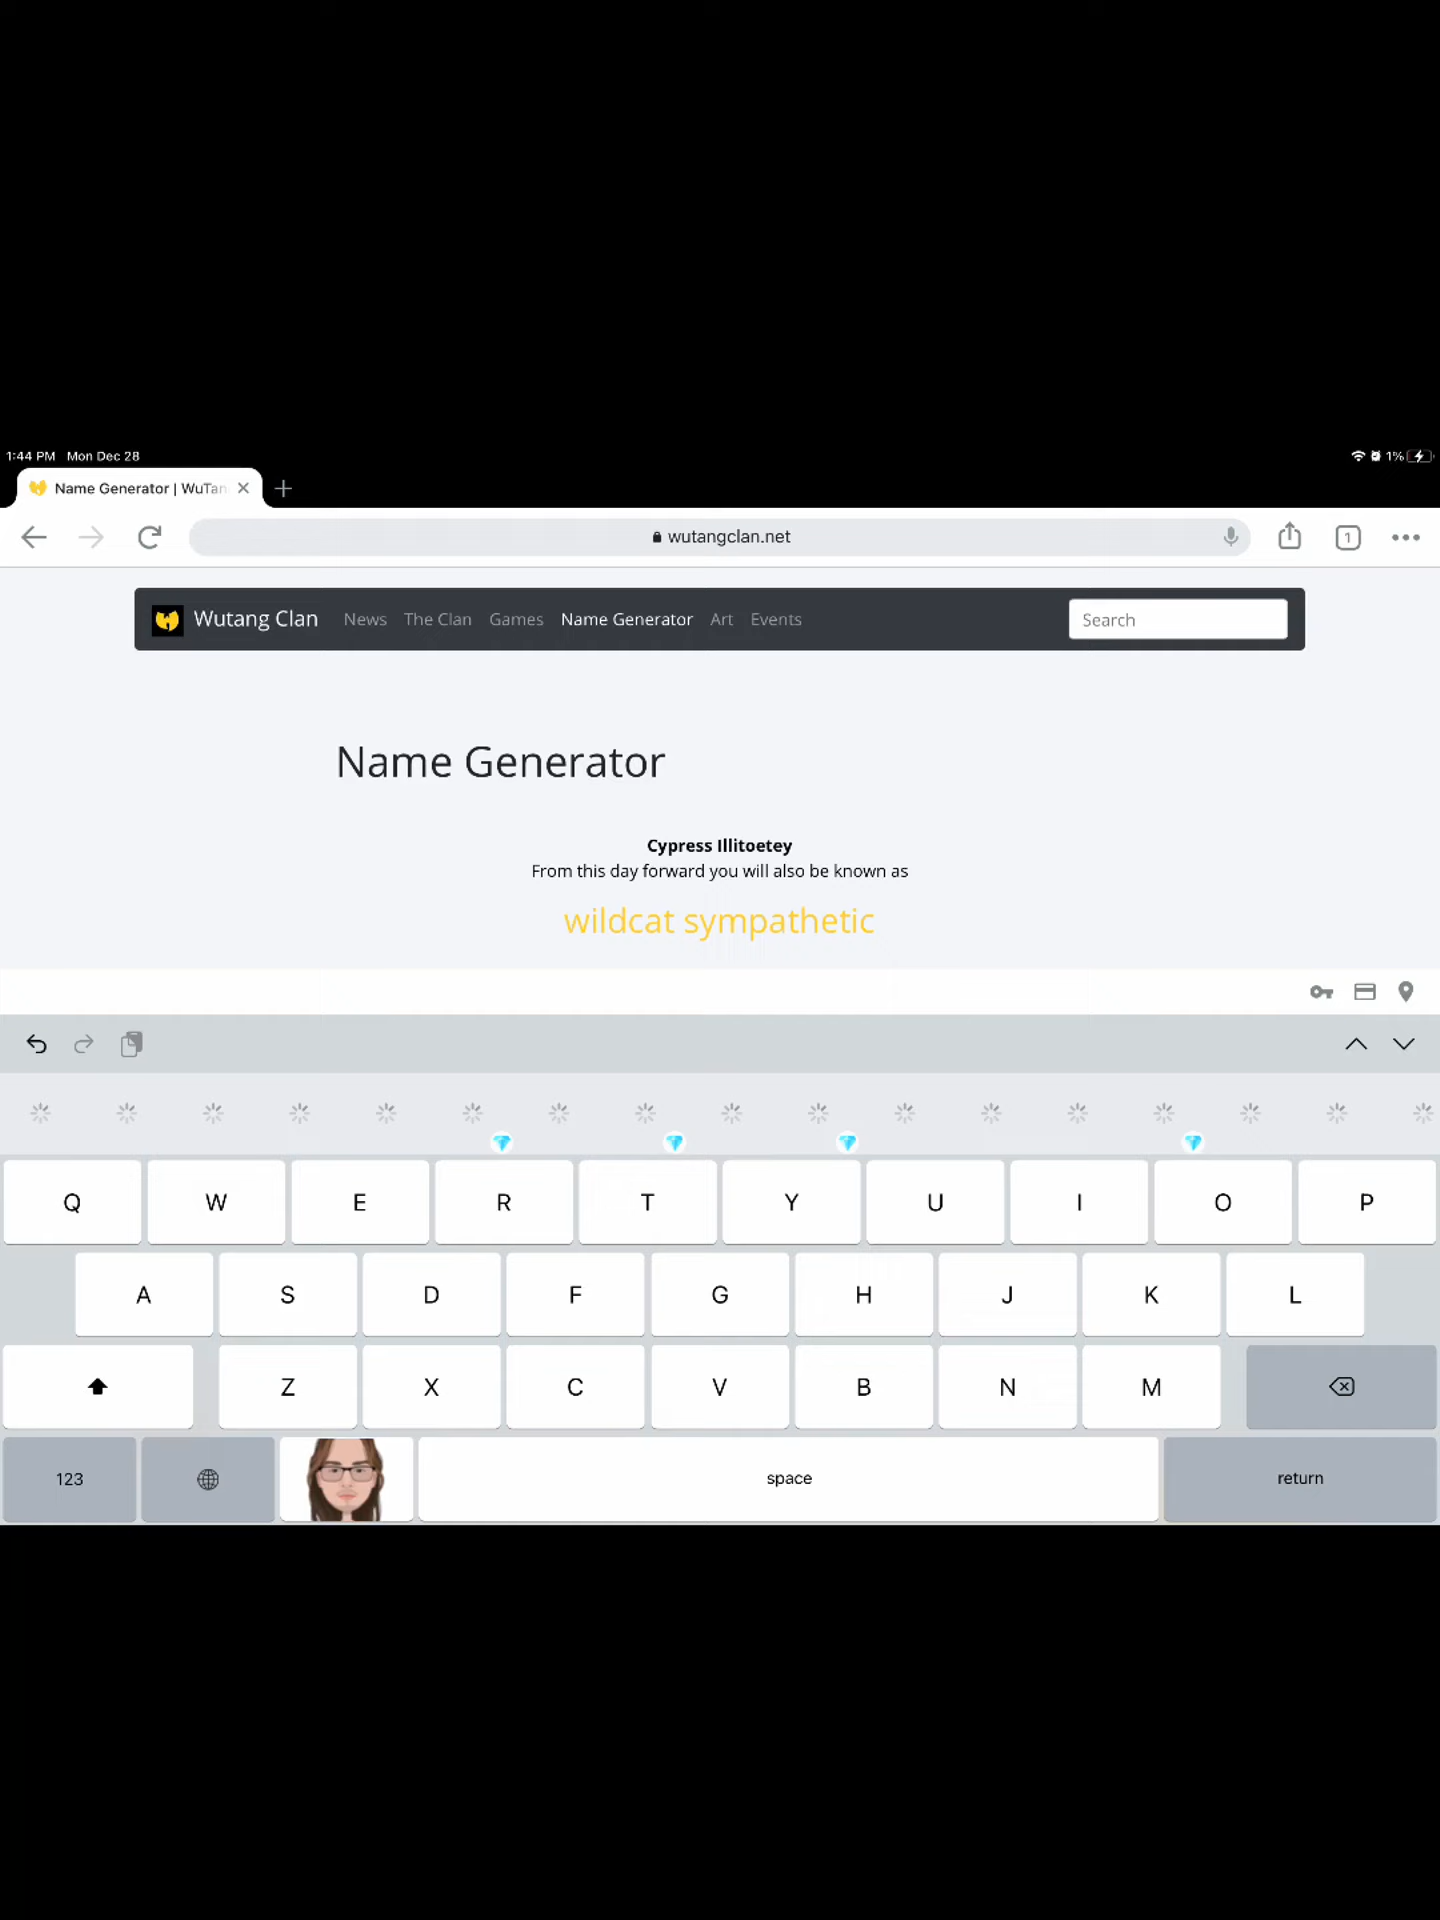 1:44 PM Mon Dec 28 1%
Name Generator | WuTan
wutangclan.net 1
Wutang Clan News The Clan Games Name Generator Art Events Search
Name Generator
Cypress Illitoetey
From this day forward you will also be known as
wildcat sympathetic
Q W E R T Y U I O P
A S D F G H J K L
Z X C V B N M
123 space return